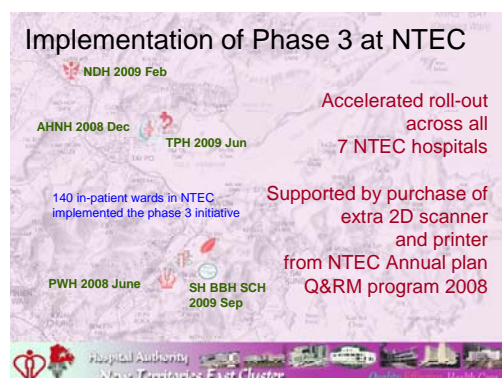 Implementation of Phase 3 at NTEC
NDH 2009 Feb
Accelerated roll-out
across all
7 NTEC hospitals
AHNH 2008 Dec
TPH 2009 Jun
140 in-patient wards in NTEC
implemented the phase 3 initiative
Supported by purchase of
extra 2D scanner
and printer
from NTEC Annual plan
Q&RM program 2008
PWH 2008 June
SH BBH SCH
2009 Sep
Hospital Authority
New Territories East Cluster